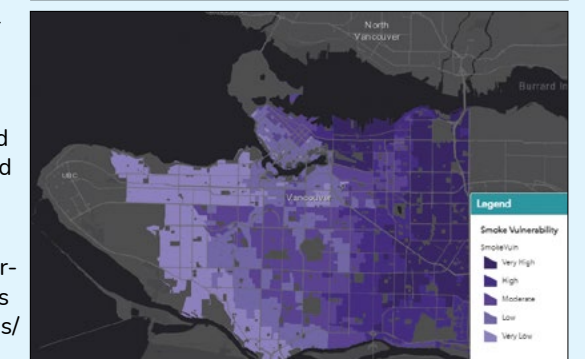 d
d
r-
s
s/
North
Vancouver
Burrard In
UBC
Vancouver
Legend
Smoke Vulnerability
SmokeVuln
Very High
High
Moderate
Low
Very Low